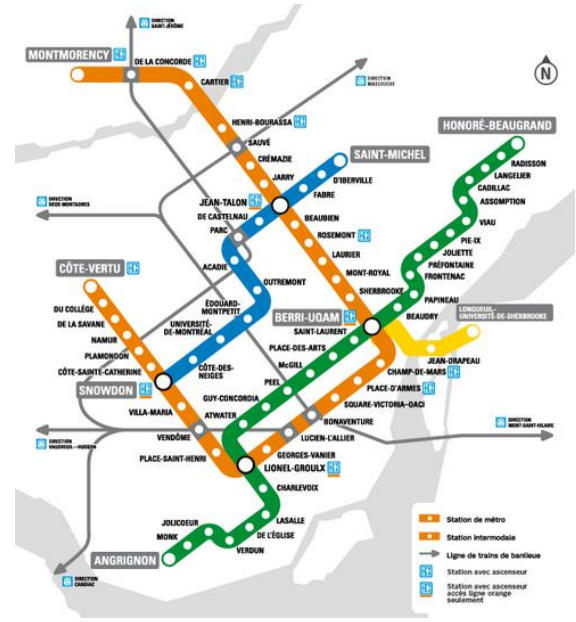 DIRECTION
SAINT-JÉRÔME
MONTMORENCY
DE LA CONCORDE
CARTIER
DIRECTION
MASCOUCHE
N
HENRI-BOURASSA
SAUVÉ
HONORÉ-BEAUGRAND
CRÉMAZIE
SAINT-MICHEL
RADISSON
JARRY
LANGELIER
D'IBERVILLE
CADILLAC
FABRE
JEAN-TALON
ASSOMPTION
DIRECTION
DEUX-MONTAGNES
DE CASTELNAU
BEAUBIEN
VIAU
PARC
ROSEMONT
PIE-IX
LAURIER
JOLIETTE
CÔTE-VERTU
ACADIE
PRÉFONTAINE
MONT-ROYAL
FRONTENAC
OUTREMONT
SHERBROOKE
DU COLLÈGE
ÉDOUARD-
MONTPETIT
PAPINEAU
DE LA SAVANE
BERRI-UQAM
BEAUDRY
LONGUEUIL–
UNIVERSITÉ-DE-SHERBROOKE
UNIVERSITÉ-
DE-MONTRÉAL
SAINT-LAURENT
NAMUR
PLACE-DES-ARTS
PLAMONDON
JEAN-DRAPEAU
CÔTE-SAINTE-CATHERINE
CÔTE-DES-
NEIGES
McGILL
CHAMP-DE-MARS
SNOWDON
PEEL
PLACE-D'ARMES
GUY-CONCORDIA
SQUARE-VICTORIA–OACI
VILLA-MARIA
ATWATER
BONAVENTURE
VENDÔME
LUCIEN-L'ALLIER
DIRECTION
VAUDREUIL—HUDSON
DIRECTION
MONT-SAINT-HILAIRE
PLACE-SAINT-HENRI
GEORGES-VANIER
LIONEL-GROULX
CHARLEVOIX
LASALLE
JOLICOEUR
DE L'ÉGLISE
MONK
VERDUN
ANGRIGNON
DIRECTION
CANDIAC
Station de métro
Station intermodale
Ligne de trains de banlieue
Station avec ascenseur
Station avec ascenseur
accès ligne orange
seulement